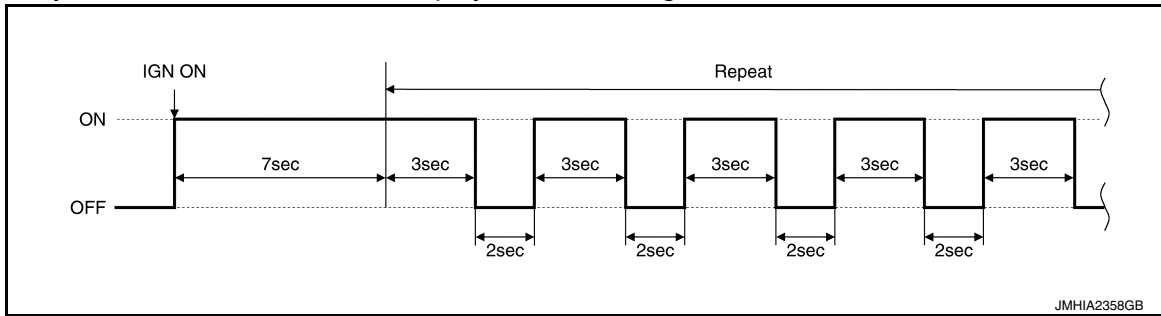 IGN ON
Repeat
ON
7sec 3sec 3sec 3sec 3sec 3sec
OFF
2sec 2sec 2sec 2sec
JMHIA2358GB